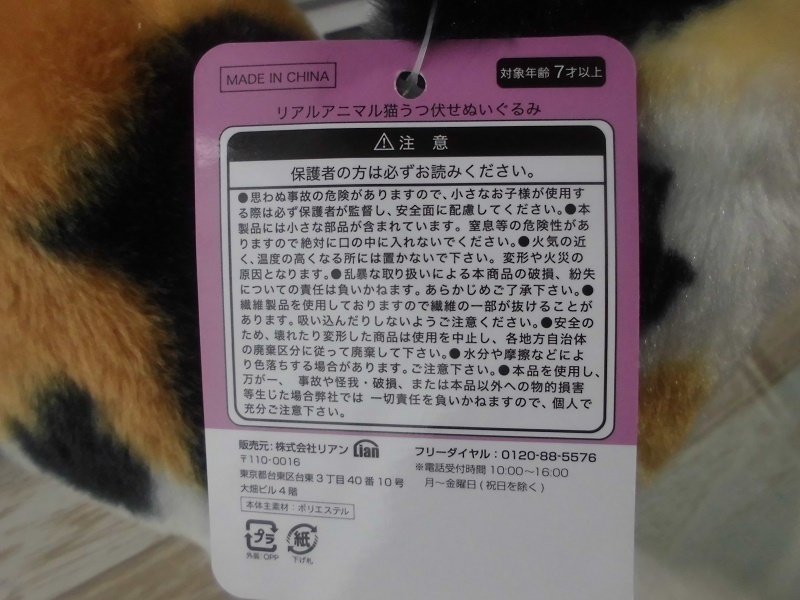 MADE IN CHINA
対象年齢 7才以上
リアルアニマル猫うつ伏せぬいぐるみ
⚠注 意
保護者の方は必ずお読みください。
●思わぬ事故の危険がありますので、小さなお子様が使用す
る際は必ず保護者が監督し、安全面に配慮してください。●本
製品には小さな部品が含まれています。窒息等の危険性があ
りますので絶対に口の中に入れないでください。●火気の近
く、温度の高くなる所には置かないで下さい。変形や火災の
原因となります。●乱暴な取り扱いによる本商品の破損、紛失
についての責任は負いかねます。あらかじめご了承下さい。●
繊維製品を使用しておりますので繊維の一部が抜けることが
あります。吸い込んだりしないようご注意ください。●安全の
ため、壊れたり変形した商品は使用を中止し、各地方自治体
の廃棄区分に従って廃棄して下さい。●水分や摩擦などによ
り色落ちする場合があります。ご注意下さい。●本品を使用し、
万が一、 事故や怪我・破損、または本品以外への物的損害
等生じた場合弊社では 一切責任を負いかねますので、個人で
充分ご注意下さい。
販売元：株式会社リアン Lian
〒110-0016
東京都台東区台東3丁目40番10号
大畑ビル4階
フリーダイヤル：0120-88-5576
※電話受付時間 10:00〜16:00
月〜金曜日(祝日を除く)
本体主素材：ポリエステル
プラ
外装:OPP
紙
下げ札